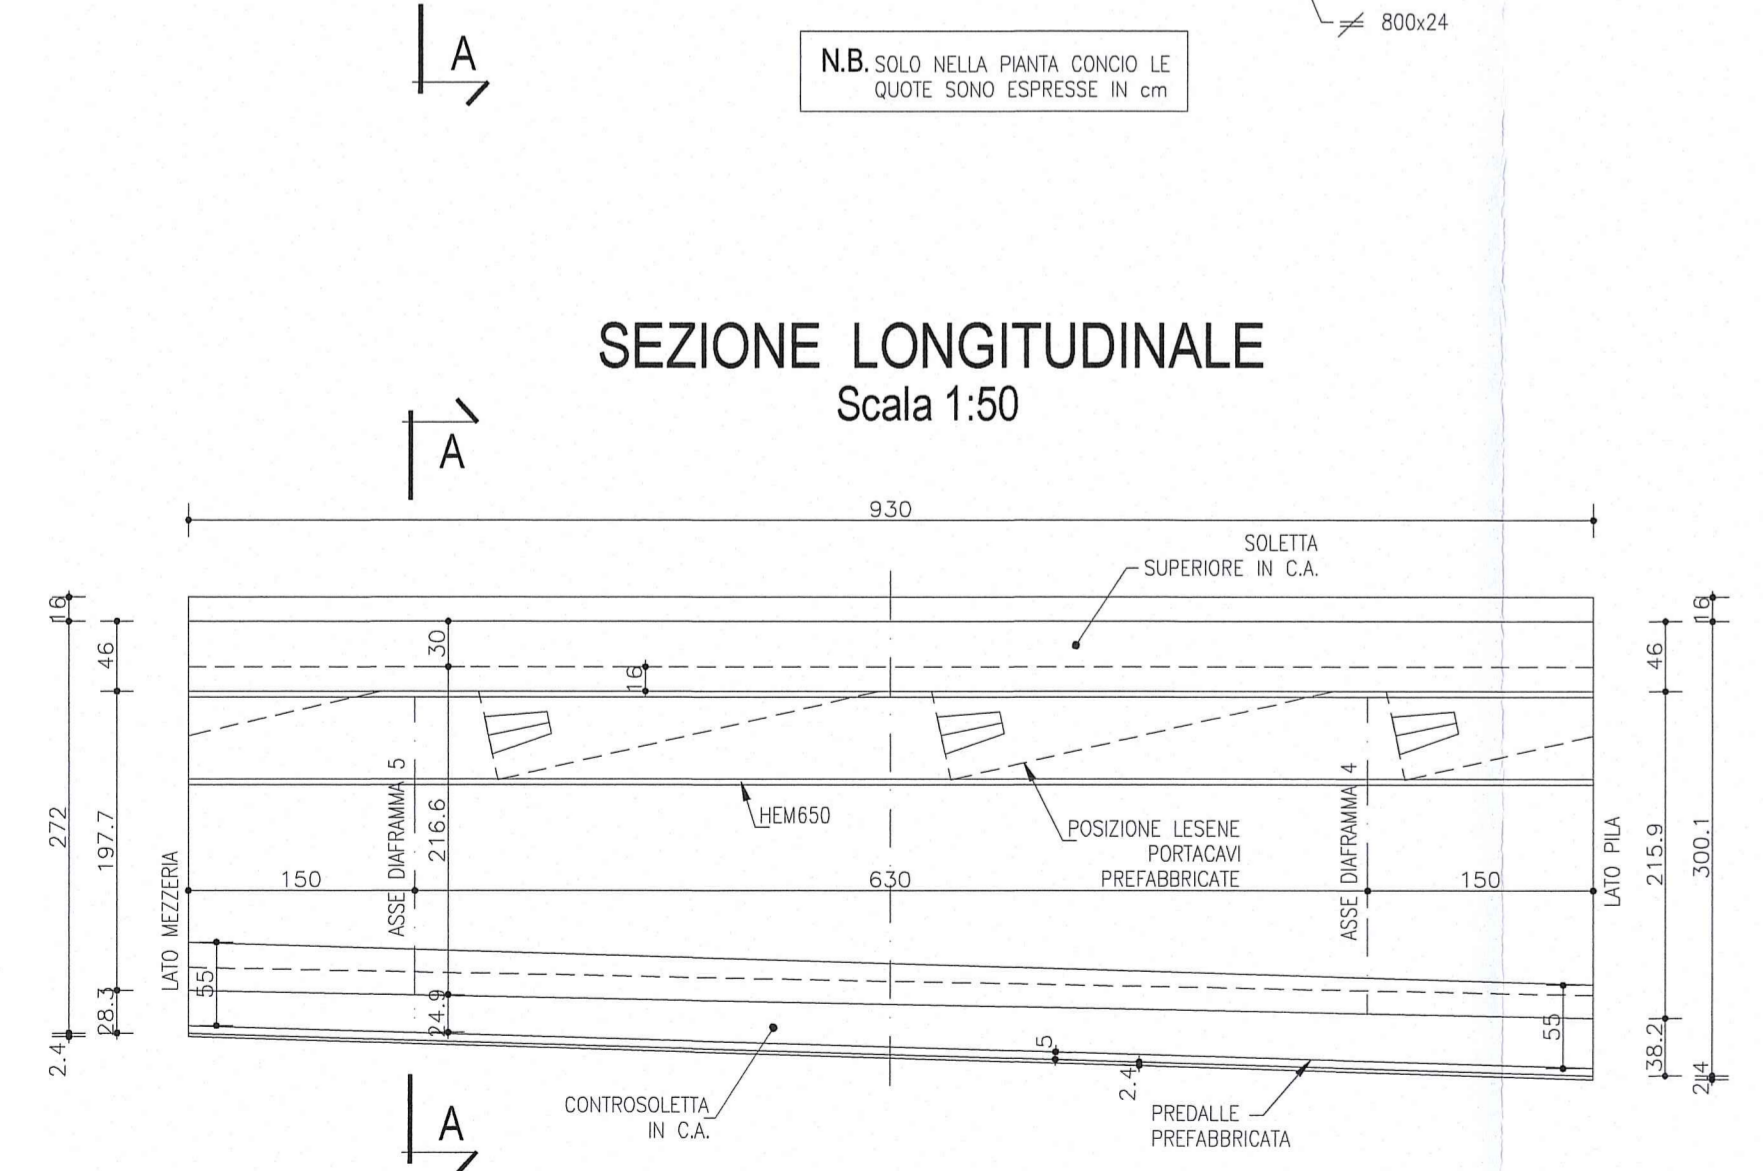 A
800x24
N.B. SOLO NELLA PIANTA CONCIO LE
QUOTE SONO ESPRESSE IN cm
SEZIONE LONGITUDINALE
Scala 1:50
A
930
SOLETTA
SUPERIORE IN C.A.
16
46
30
16
16
46
272
197.7
ASSE DIAFRAMMA 5
216.6
HEM650
POSIZIONE LESENE
PORTACAVI
PREFABBRICATE
ASSE DIAFRAMMA 4
215.9
300.1
LATO MEZZERIA
150
630
150
LATO PILA
55
28.3
24.9
2.4
5
2.4
55
38.2
2.4
CONTROSOLETTA
IN C.A.
PREDALLE
PREFABBRICATA
A